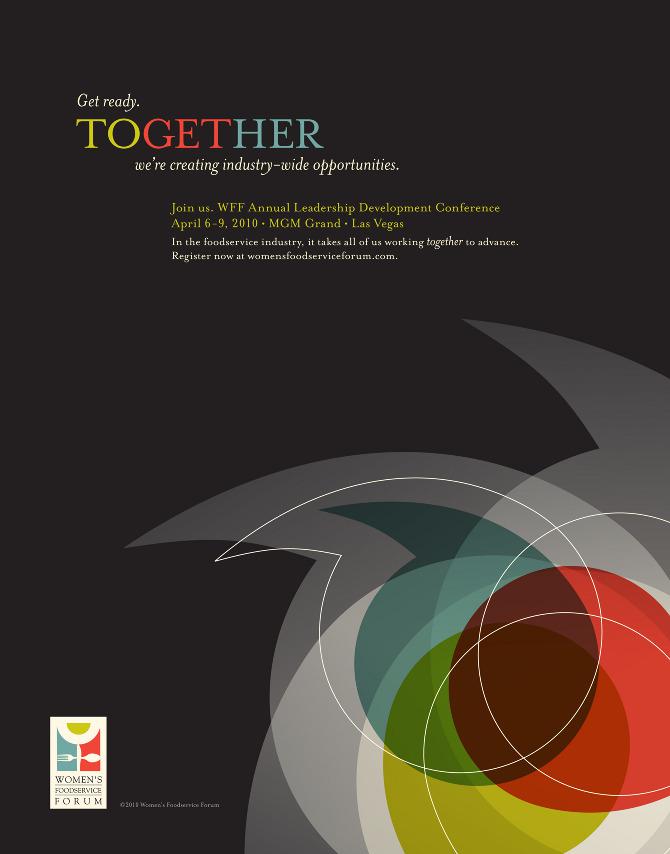 Get ready.
TOGETHER
we're creating industry-wide opportunities.
Join us. WFF Annual Leadership Development Conference
April 6-9, 2010 • MGM Grand • Las Vegas
In the foodservice industry, it takes all of us working together to advance.
Register now at womensfoodserviceforum.com.
WOMEN'S
FOODSERVICE
FORUM
©2010 Women's Foodservice Forum